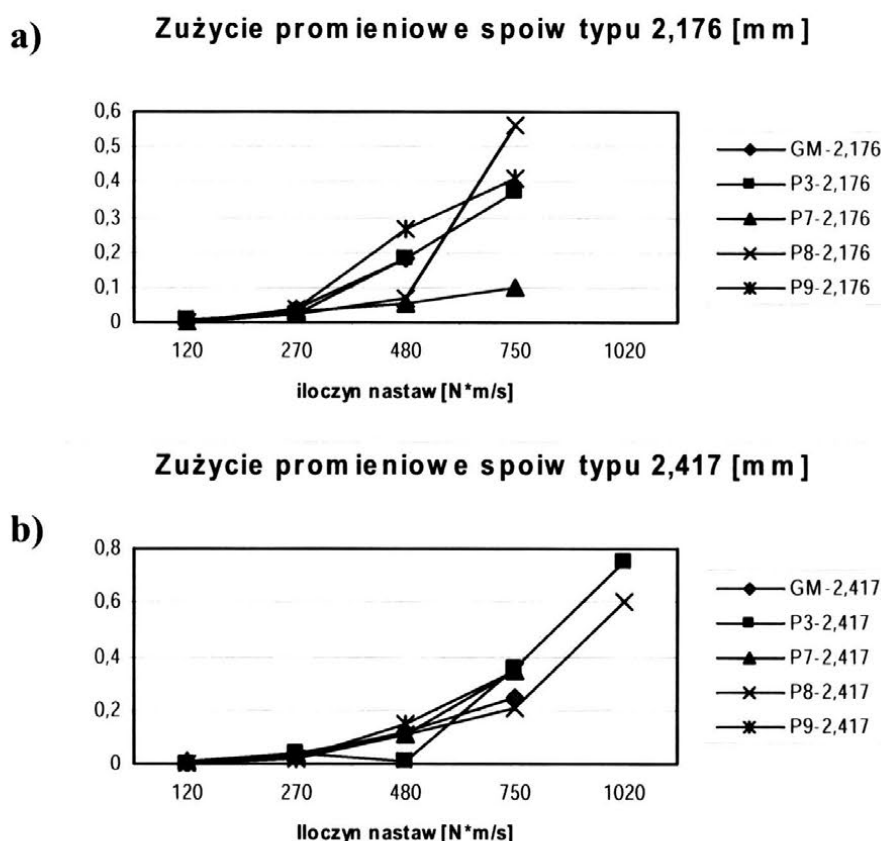 a)
Zużycie promieniowe spoiw typu 2,176 [mm]
0,6
0,5
0,4
0,3
0,2
0,1
0
120 270 480 750 1020
iloczyn nastaw [N*m/s]
GM-2,176
P3-2,176
P7-2,176
P8-2,176
P9-2,176
b)
Zużycie promieniowe spoiw typu 2,417 [mm]
0,8
0,6
0,4
0,2
0
120 270 480 750 1020
Iloczyn nastaw [N*m/s]
GM-2,417
P3-2,417
P7-2,417
P8-2,417
P9-2,417